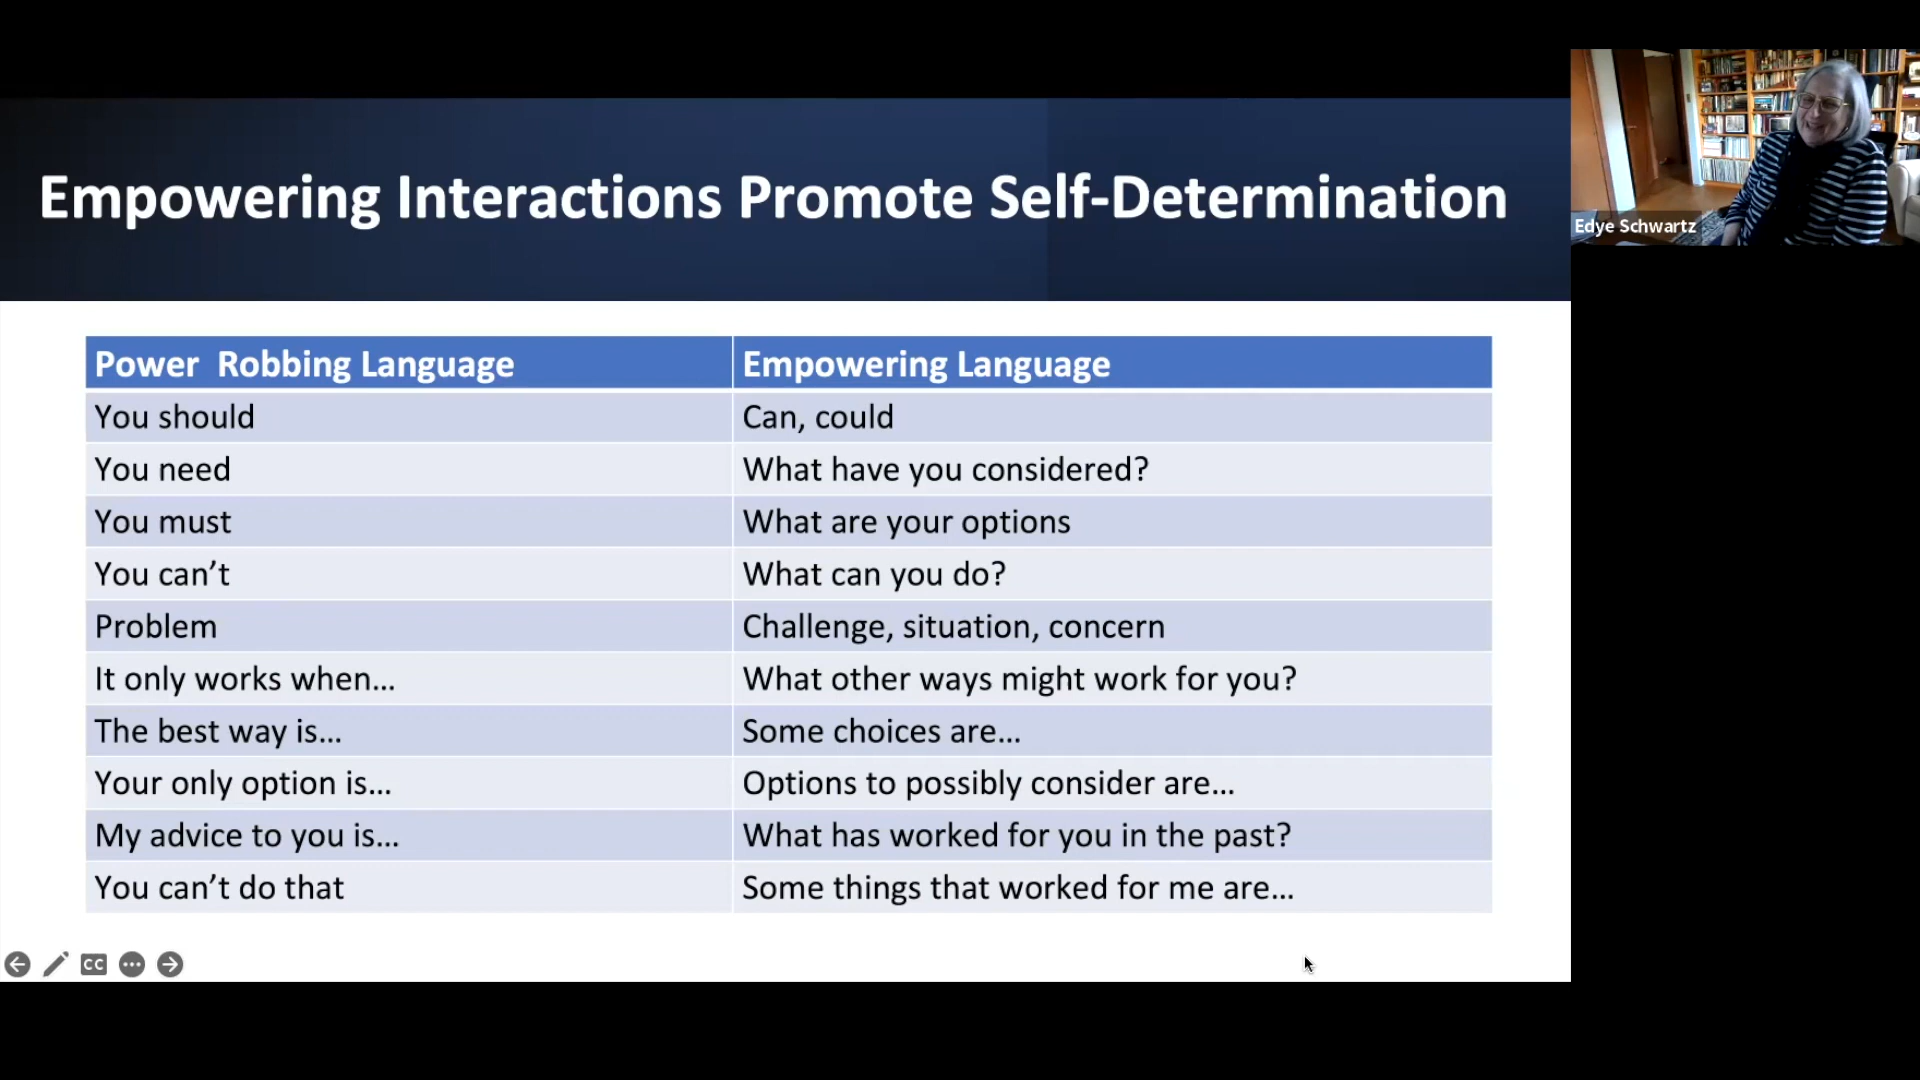 Empowering Interactions Promote Self-Determination
Edye Schwartz
Power Robbing Language
Empowering Language
You should
Can, could
You need
What have you considered?
You must
What are your options
You can’t
What can you do?
Problem
Challenge, situation, concern
It only works when...
What other ways might work for you?
The best way is...
Some choices are...
Your only option is...
Options to possibly consider are...
My advice to you is...
What has worked for you in the past?
You can’t do that
Some things that worked for me are...
CC